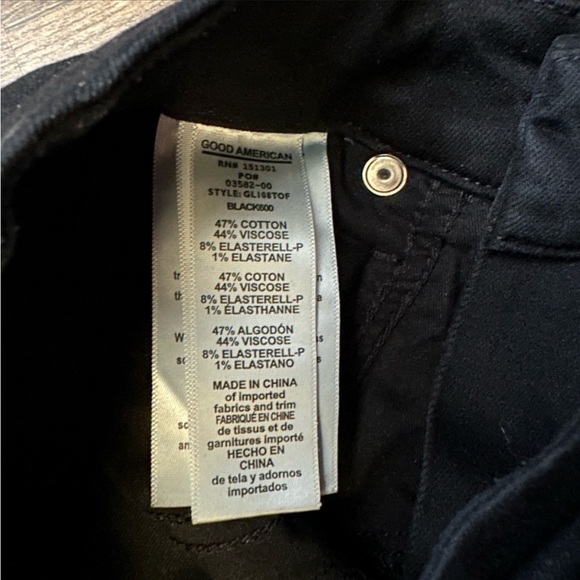 GOOD AMERICAN
RN# 151301
PO#
03582-00
STYLE: GLI68TOF
BLACK600
47% COTTON
44% VISCOSE
8% ELASTERELL-P
1% ELASTANE
47% COTON
44% VISCOSE
8% ELASTERELL-P
1% ÉLASTHANNE
47% ALGODÓN
44% VISCOSE
8% ELASTERELL-P
1% ELASTANO
MADE IN CHINA
of imported
fabrics and trim
FABRIQUÉ EN CHINE
de tissus et de
garnitures importé
HECHO EN
CHINA
de tela y adornos
importados